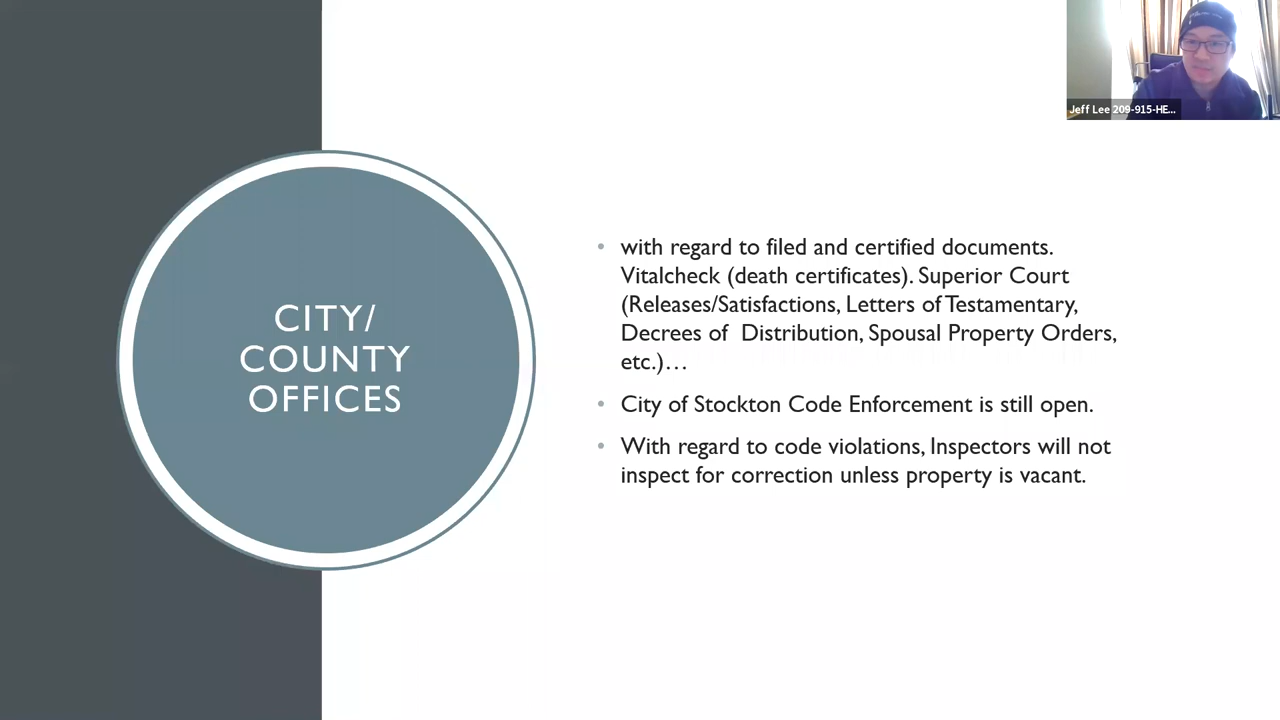 Jeff Lee 209-915-HE...
CITY/
COUNTY
OFFICES
• with regard to filed and certified documents.
Vitalcheck (death certificates). Superior Court
(Releases/Satisfactions, Letters of Testamentary,
Decrees of  Distribution, Spousal Property Orders,
etc.)…
• City of Stockton Code Enforcement is still open.
• With regard to code violations, Inspectors will not
inspect for correction unless property is vacant.